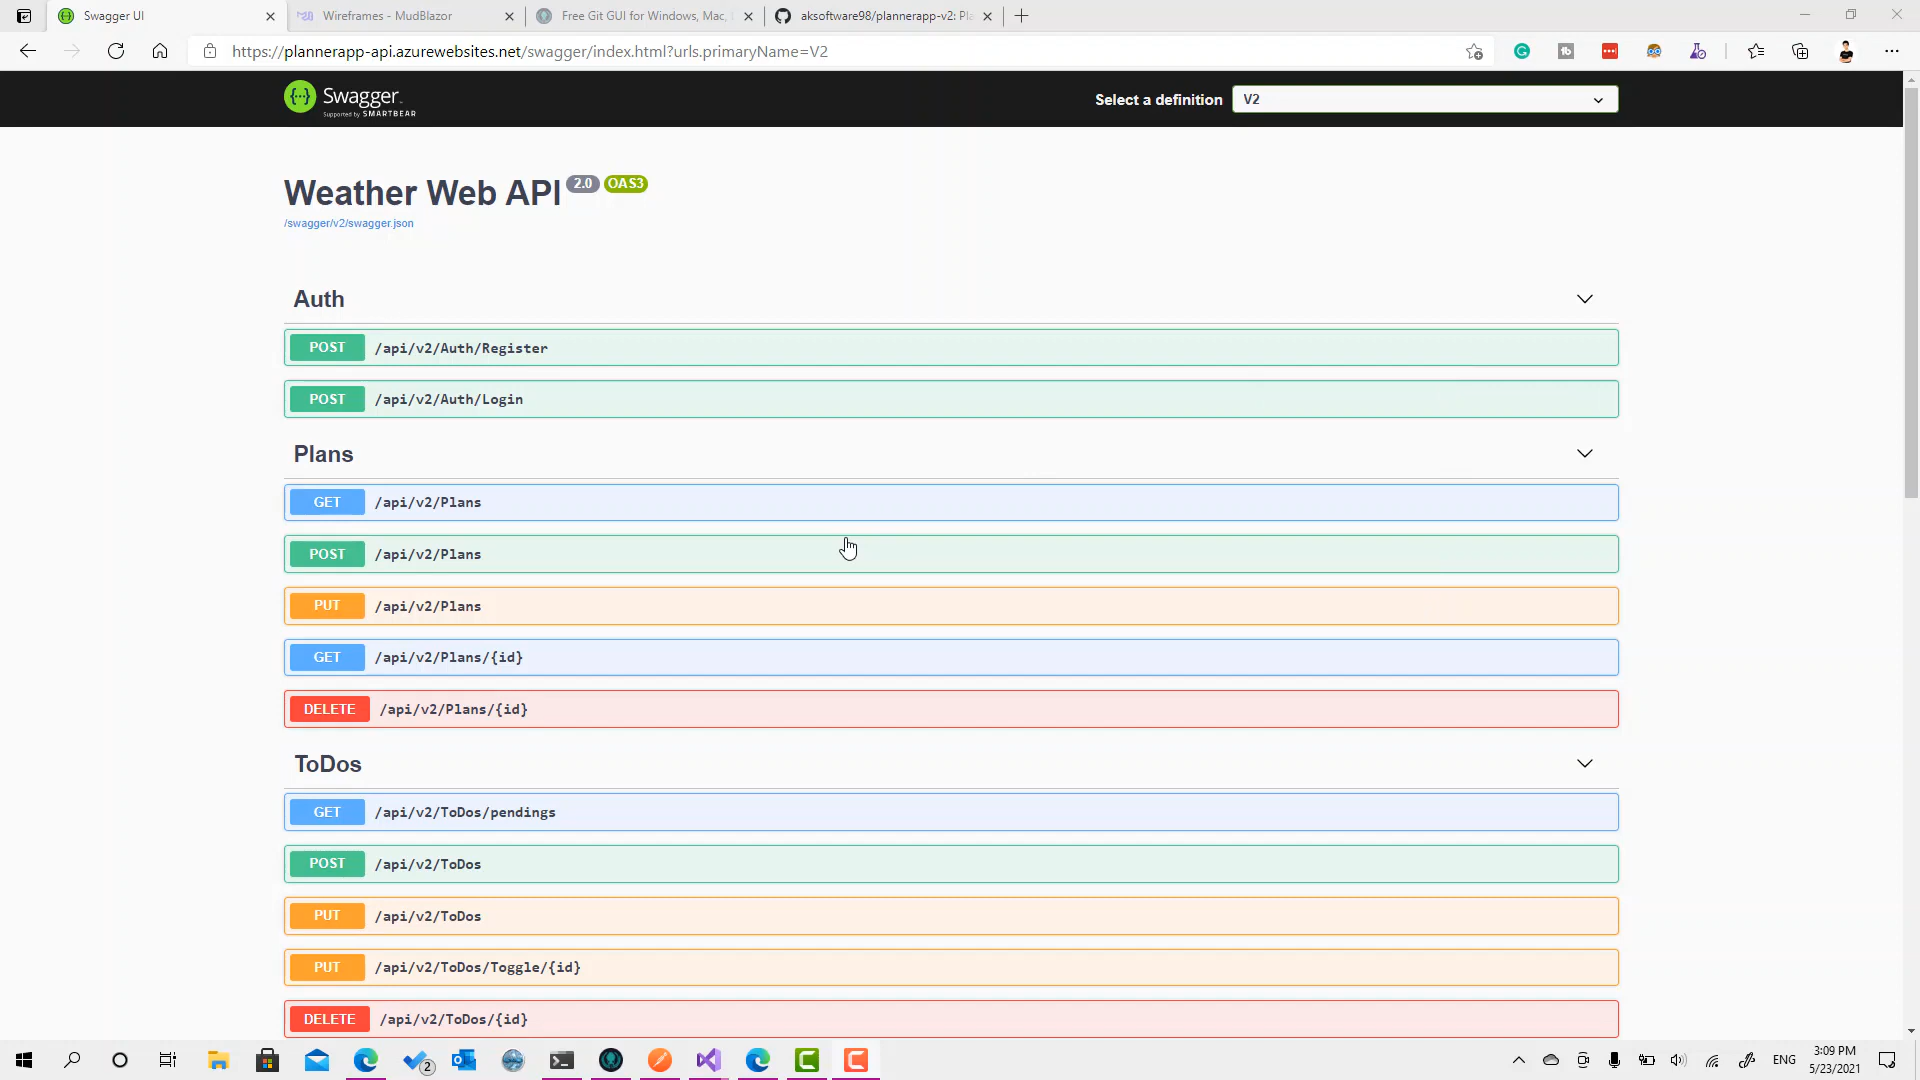 Swagger UI
Wireframes - MudBlazor
Free Git GUI for Windows, Mac,
aksoftware98/plannerapp-v2: Pla
https://plannerapp-api.azurewebsites.net/swagger/index.html?urls.primaryName=V2
Swagger
Supported by SMARTBEAR
Select a definition
V2
Weather Web API 2.0 OAS3
/swagger/v2/swagger.json
Auth
POST /api/v2/Auth/Register
POST /api/v2/Auth/Login
Plans
GET /api/v2/Plans
POST /api/v2/Plans
PUT /api/v2/Plans
GET /api/v2/Plans/{id}
DELETE /api/v2/Plans/{id}
ToDos
GET /api/v2/ToDos/pendings
POST /api/v2/ToDos
PUT /api/v2/ToDos
PUT /api/v2/ToDos/Toggle/{id}
DELETE /api/v2/ToDos/{id}
2
ENG
3:09 PM
5/23/2021